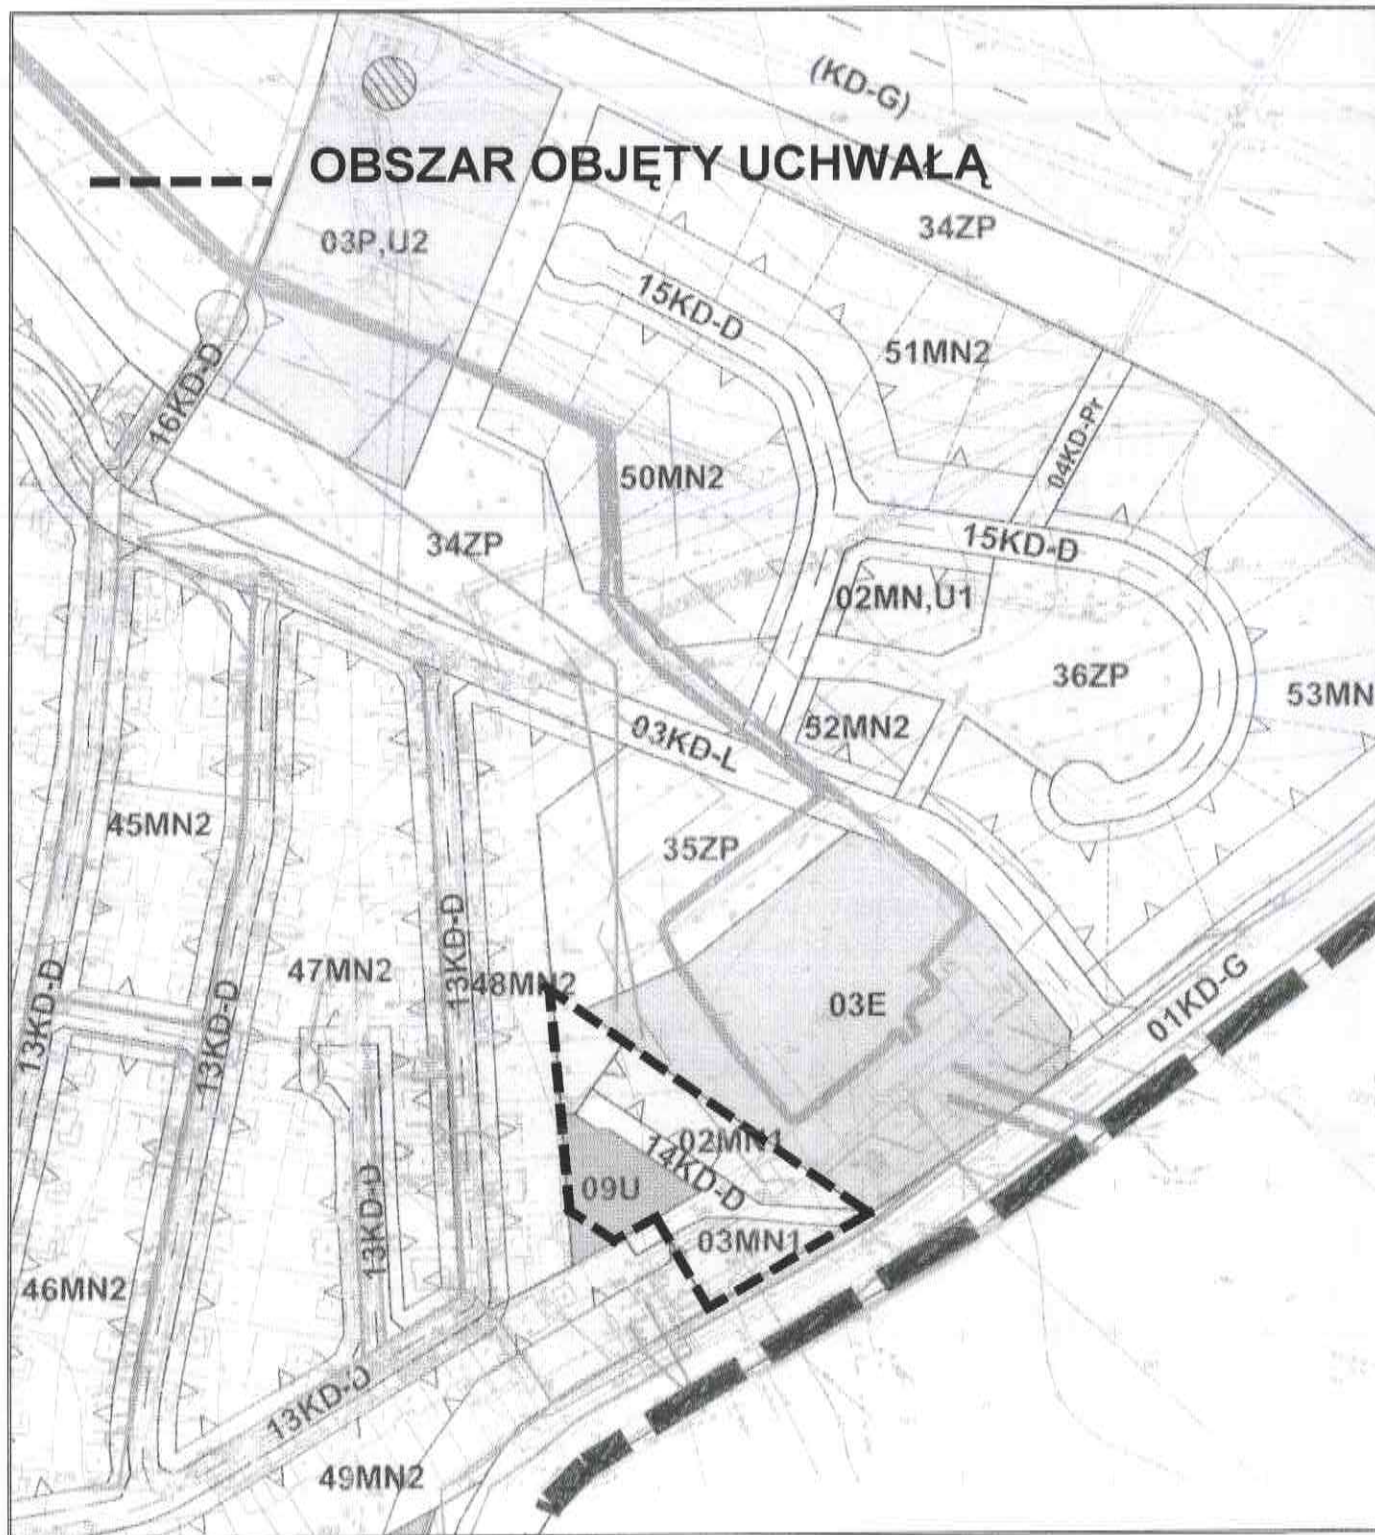 (KD-G)
OBSZAR OBJĘTY UCHWAŁĄ
34ZP
03P,U2
15KD-D
51MN2
16KD-D
04KD-Pr
50MN2
34ZP
15KD-D
02MN,U1
36ZP
53MN
52MN2
03KD-L
45MN2
35ZP
13KD-D
47MN2
48MN2
03E
01KD-G
13KD-D
13KD-D
02MN1
14KD-D
09U
13KD-D
03MN1
46MN2
13KD-D
49MN2